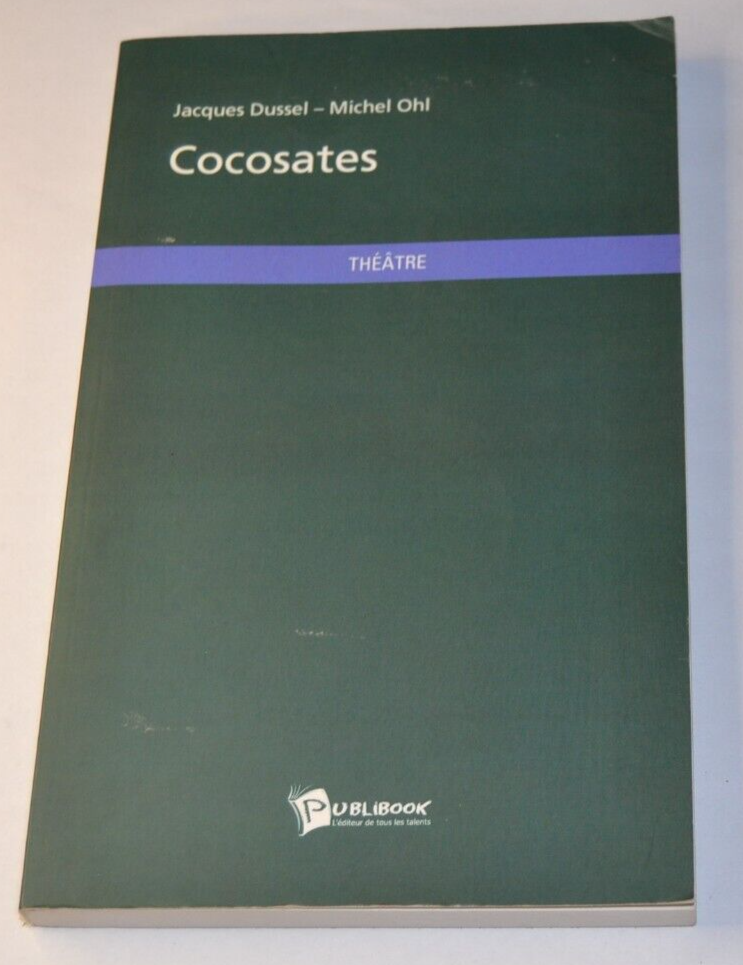 Jacques Dussel – Michel Ohl
Cocosates
THÉÂTRE
PUBLIBOOK
L'éditeur de tous les talents